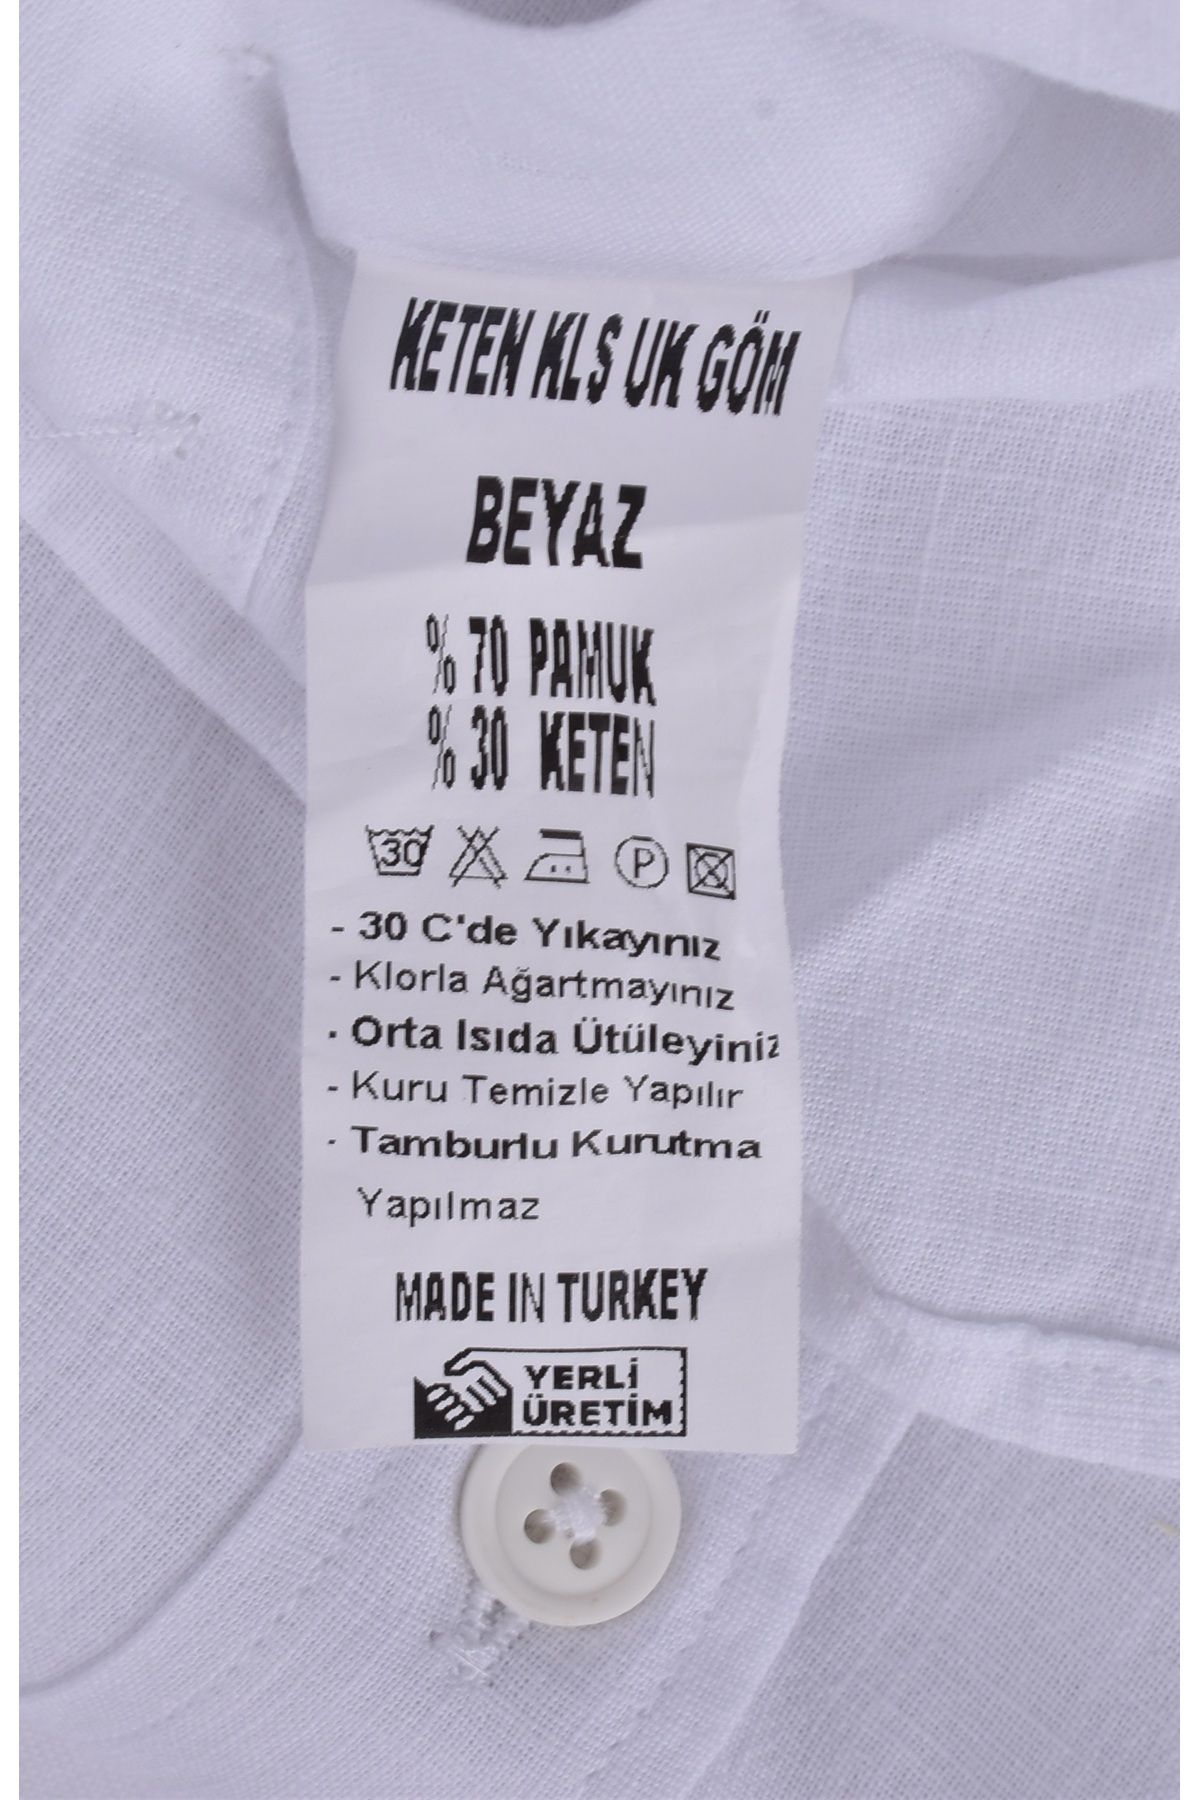 KETEN KLS UK GÖM
BEYAZ
% 70 PAMUK
% 30 KETEN
30 P
- 30 C'de Yıkayınız
- Klorla Ağartmayınız
- Orta Isıda Ütüleyiniz
- Kuru Temizle Yapılır
- Tamburlu Kurutma
Yapılmaz
MADE IN TURKEY
YERLİ
ÜRETİM